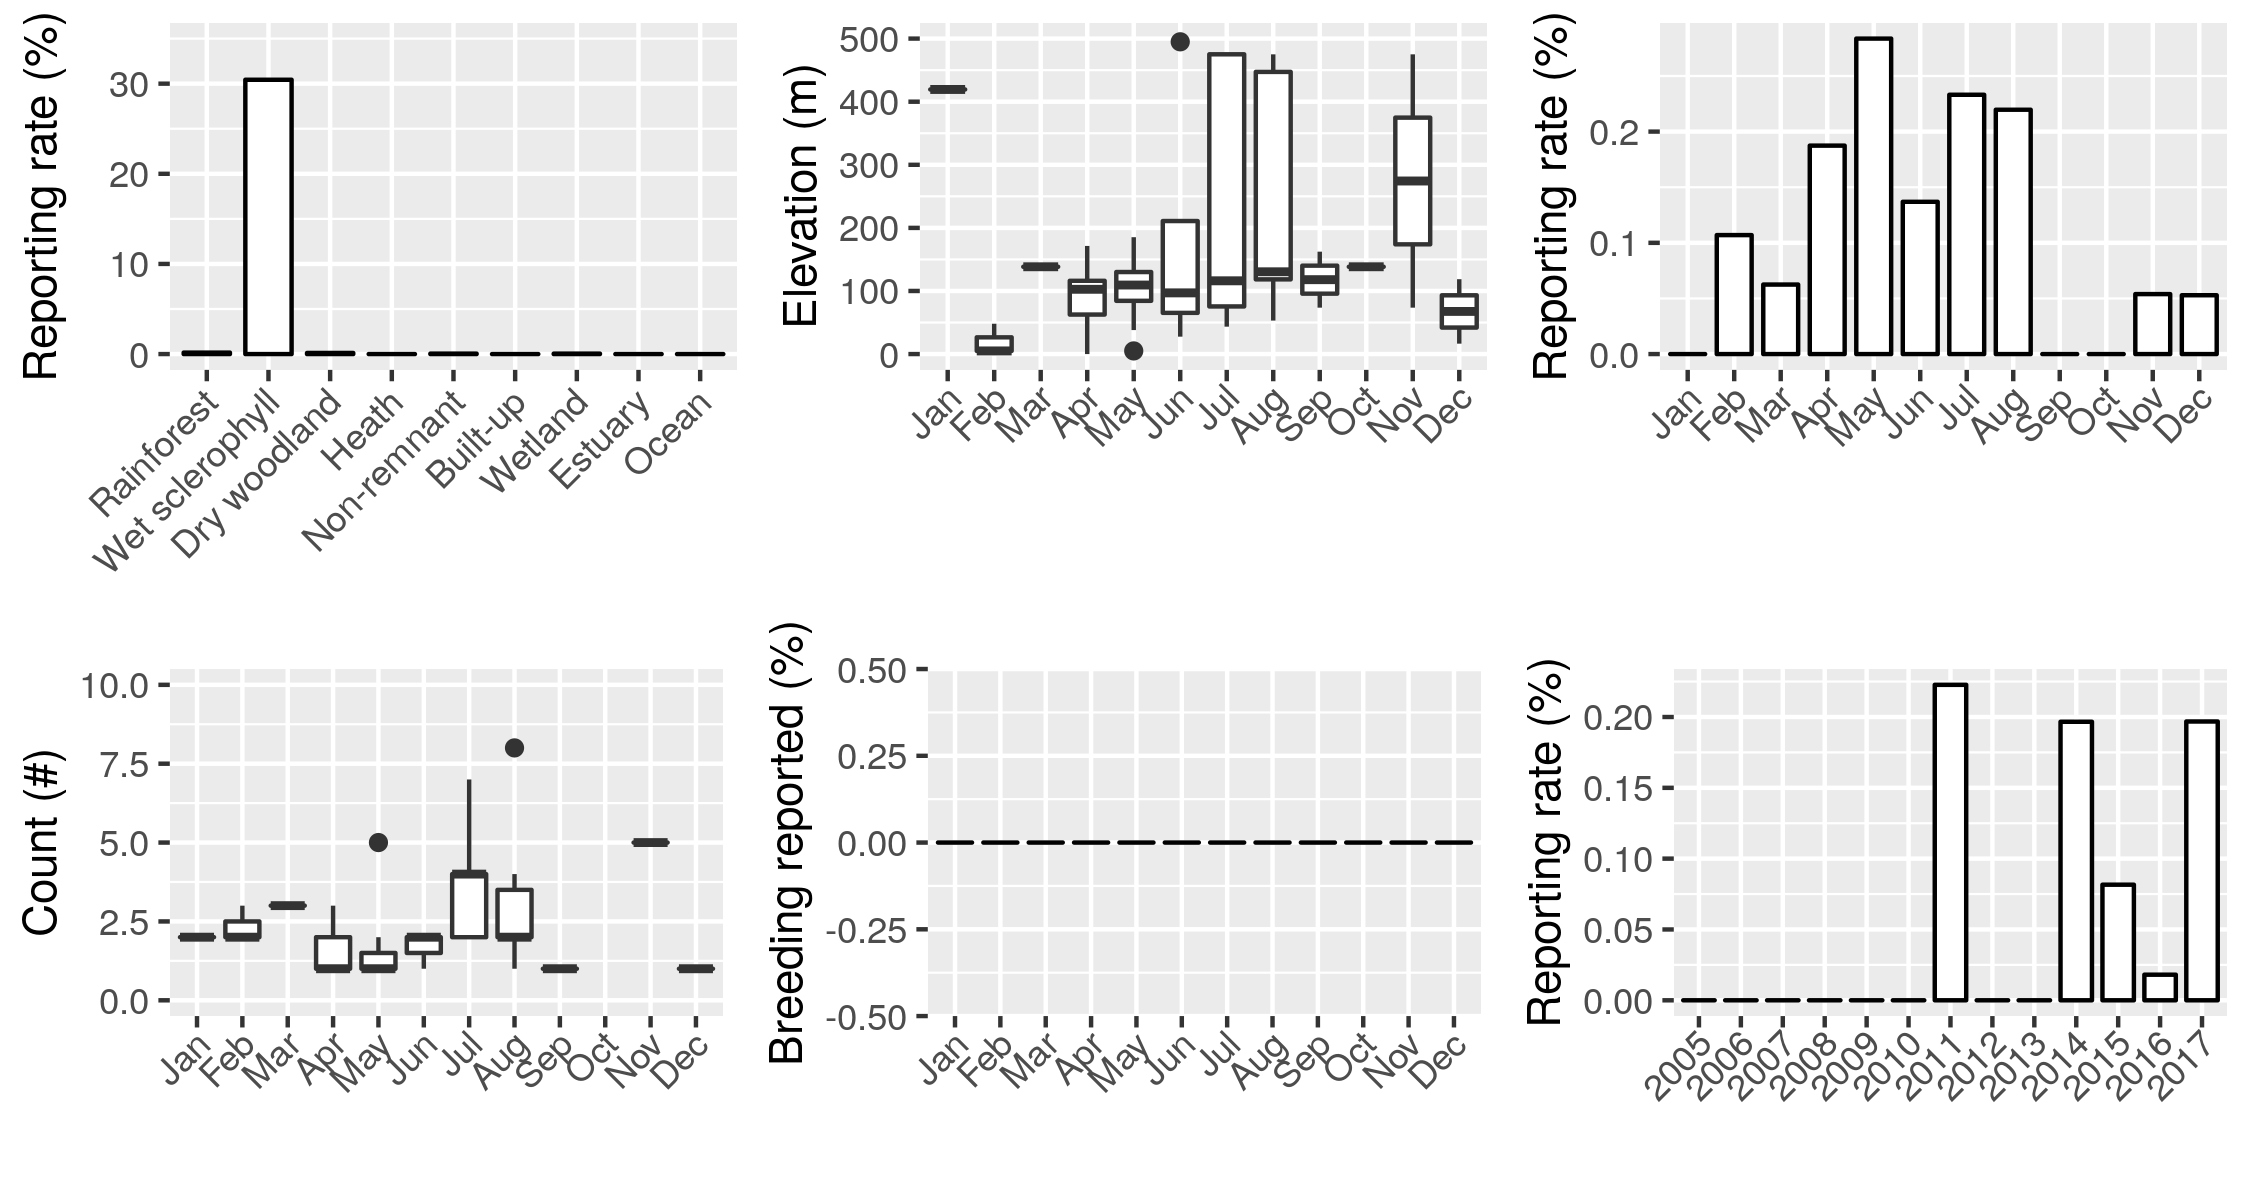 Reporting rate (%)
30
20
10
0
Rainforest
Wet sclerophyll
Dry woodland
Heath
Non-remnant
Built-up
Wetland
Estuary
Ocean
Elevation (m)
500
400
300
200
100
0
Jan
Feb
Mar
Apr
May
Jun
Jul
Aug
Sep
Oct
Nov
Dec
Reporting rate (%)
0.2
0.1
0.0
Jan
Feb
Mar
Apr
May
Jun
Jul
Aug
Sep
Oct
Nov
Dec
Count (#)
10.0
7.5
5.0
2.5
0.0
Jan
Feb
Mar
Apr
May
Jun
Jul
Aug
Sep
Oct
Nov
Dec
Breeding reported (%)
0.50
0.25
0.00
-0.25
-0.50
Jan
Feb
Mar
Apr
May
Jun
Jul
Aug
Sep
Oct
Nov
Dec
Reporting rate (%)
0.20
0.15
0.10
0.05
0.00
2005
2006
2007
2008
2009
2010
2011
2012
2013
2014
2015
2016
2017